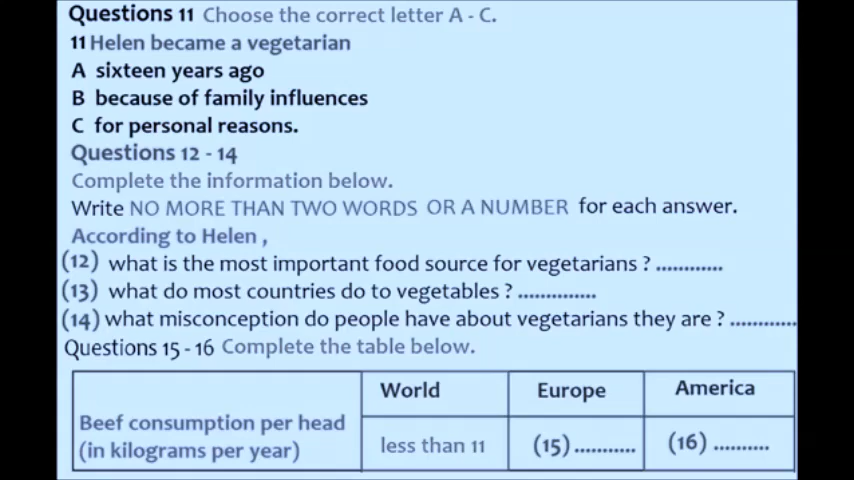 Questions 11 Choose the correct letter A - C.
11 Helen became a vegetarian
A sixteen years ago
B because of family influences
C for personal reasons.
Questions 12 - 14
Complete the information below.
Write NO MORE THAN TWO WORDS OR A NUMBER for each answer.
According to Helen ,
(12) what is the most important food source for vegetarians ? ............
(13) what do most countries do to vegetables ? ..............
(14) what misconception do people have about vegetarians they are ? ............
Questions 15 - 16 Complete the table below.
World Europe America
Beef consumption per head
(in kilograms per year) less than 11 (15) ........... (16) ..........